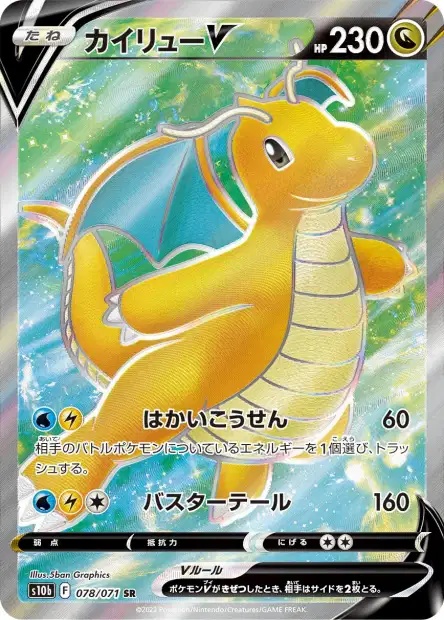 たね カイリューV HP 230
はかいこうせん 60
相手のバトルポケモンについているエネルギーを1個選び、トラッ
シュする。
バスターテール 160
弱点 抵抗力 にげる
Illus.5ban Graphics
Vルール
s10b F 078/071 SR ポケモンVがきぜつしたとき、相手はサイドを2枚とる。
©2022 Pokémon/Nintendo/Creatures/GAME FREAK.